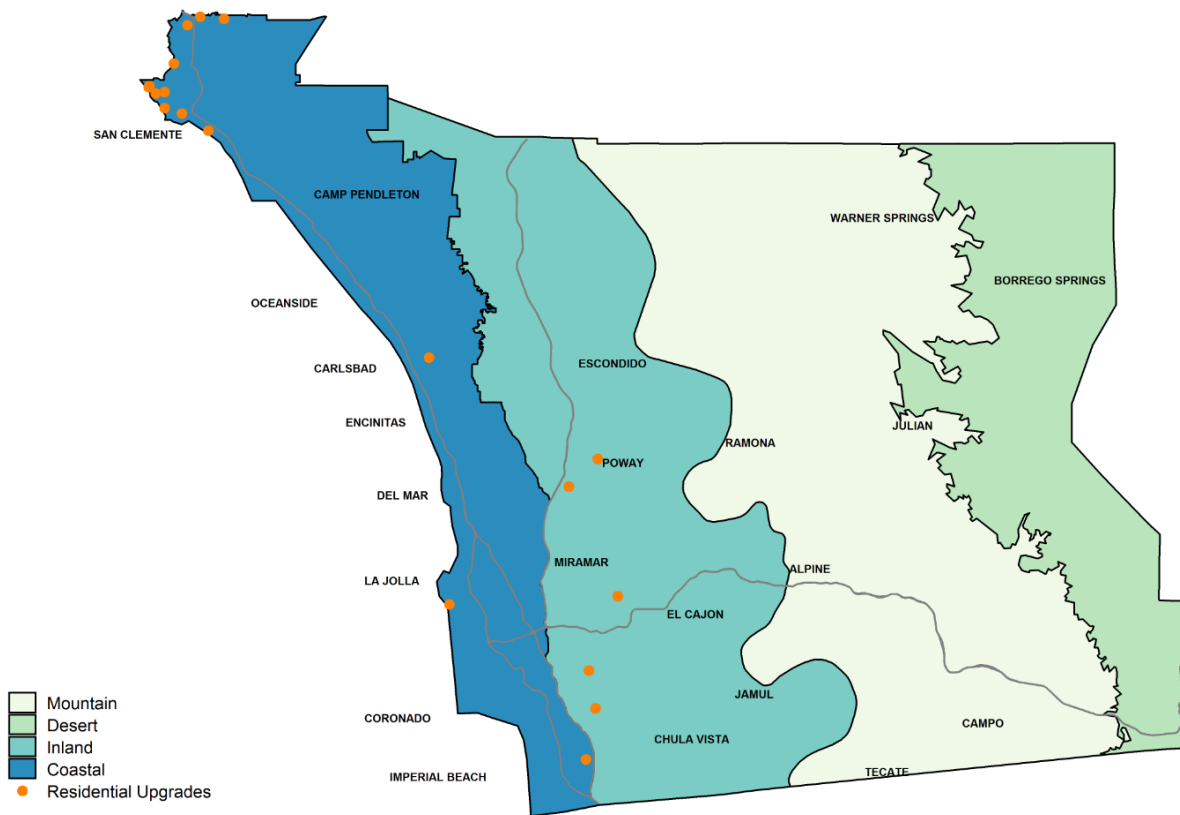 SAN CLEMENTE
CAMP PENDLETON
WARNER SPRINGS
BORREGO SPRINGS
OCEANSIDE
ESCONDIDO
CARLSBAD
ENCINITAS
JULIAN
RAMONA
POWAY
DEL MAR
MIRAMAR
ALPINE
LA JOLLA
EL CAJON
JAMUL
CORONADO
CAMPO
CHULA VISTA
TECATE
IMPERIAL BEACH
Mountain
Desert
Inland
Coastal
Residential Upgrades